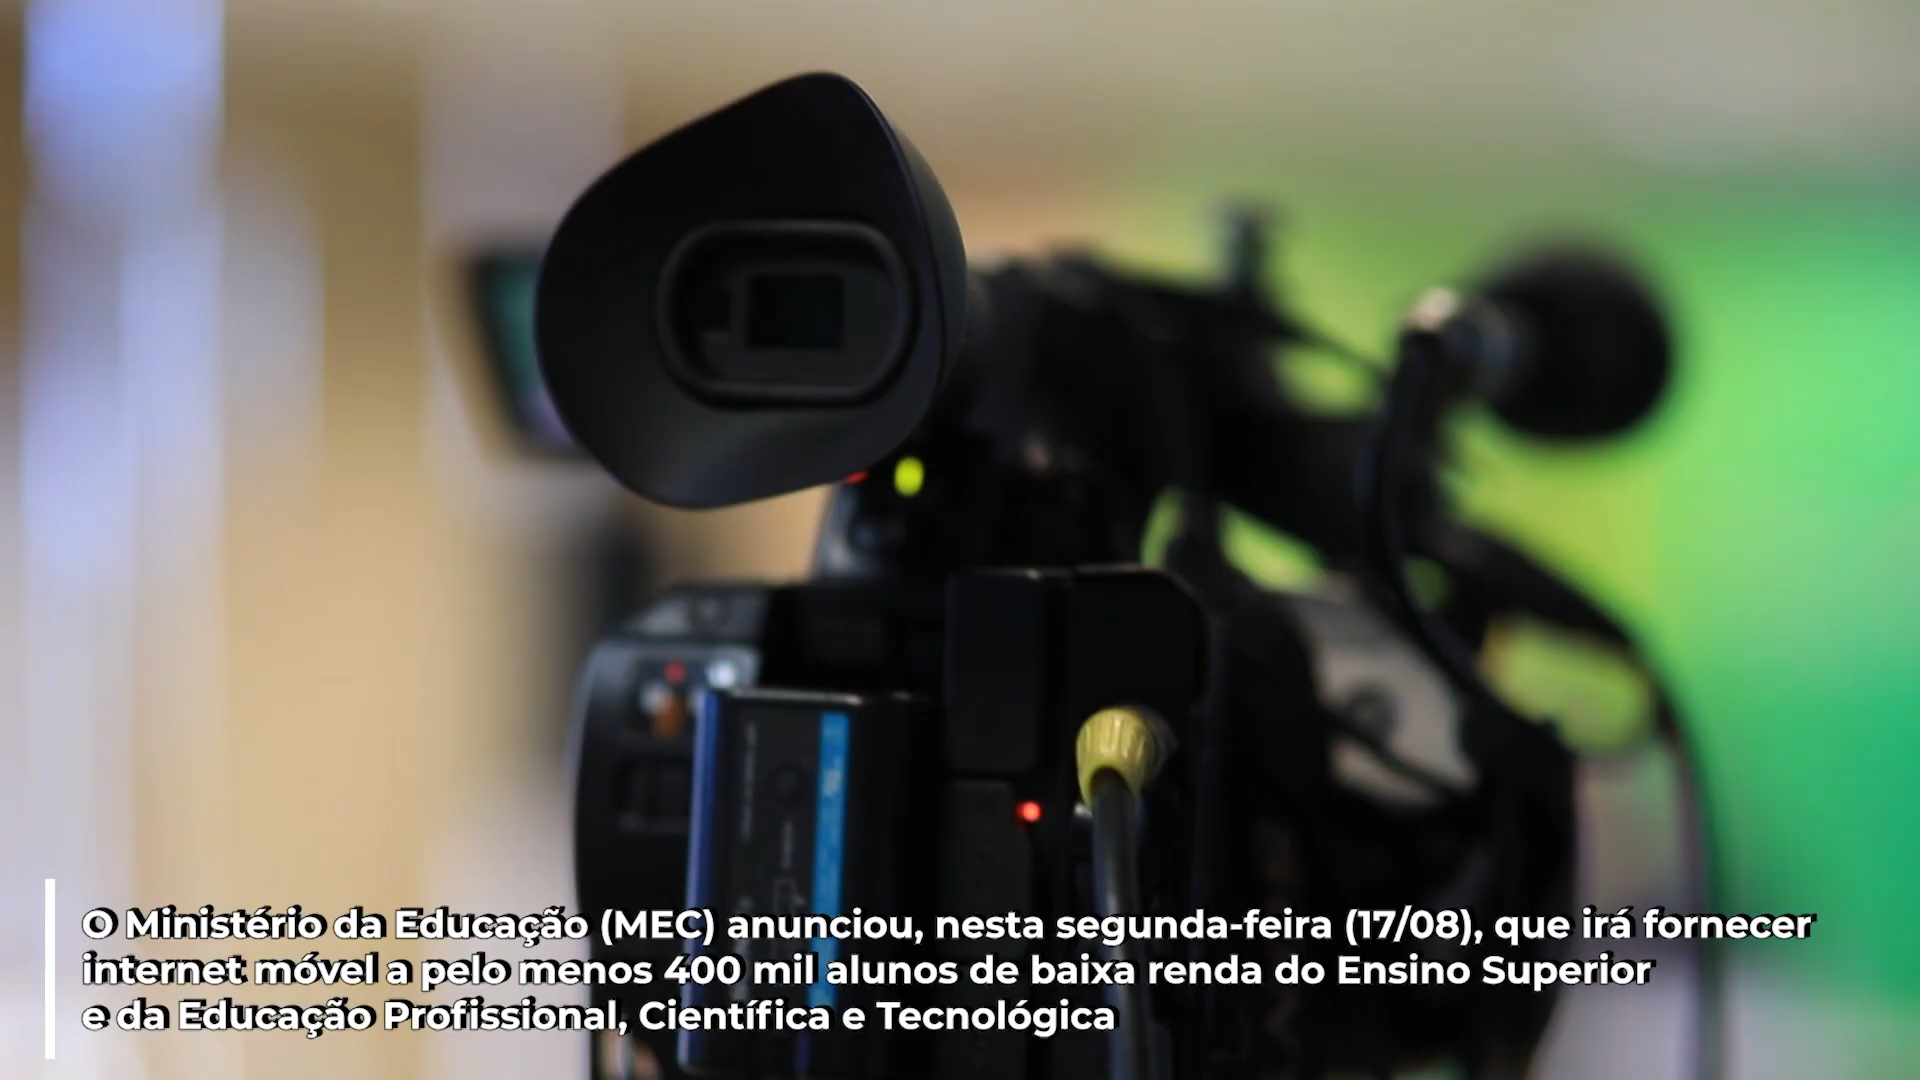 O Ministério da Educação (MEC) anunciou, nesta segunda-feira (17/08), que irá fornecer
internet móvel a pelo menos 400 mil alunos de baixa renda do Ensino Superior
e da Educação Profissional, Científica e Tecnológica